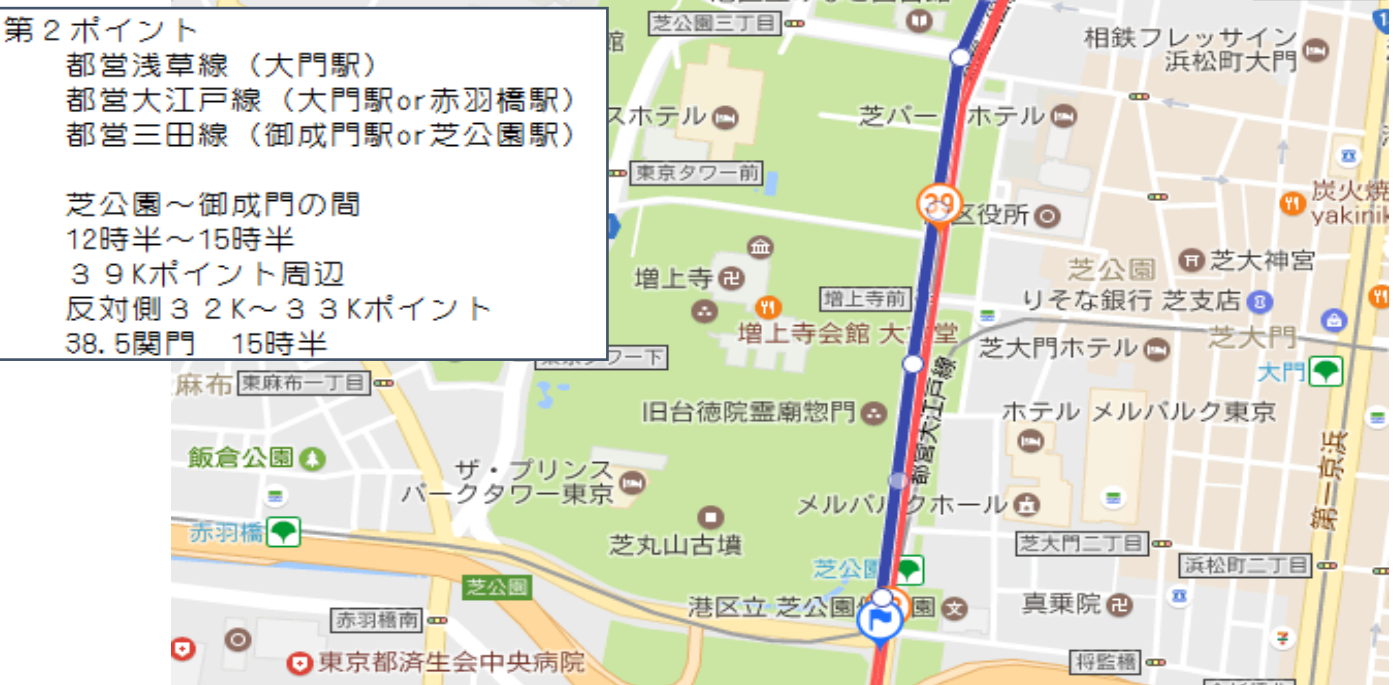 第２ポイント
都営浅草線（大門駅）
都営大江戸線（大門駅or赤羽橋駅）
都営三田線（御成門駅or芝公園駅）
芝公園～御成門の間
12時半～15時半
３９Kポイント周辺
反対側３２K～３３Kポイント
38.5関門　15時半
芝公園三丁目
館
相鉄フレッサイン
浜松町大門
スホテル
芝パー
ホテル
東京タワー前
39
区役所
炭火焼
yakinik
増上寺
芝公園
芝大神宮
増上寺前
りそな銀行 芝支店
増上寺会館 大
堂
芝大門ホテル
芝大門
大門
東京タワー下
麻布
東麻布一丁目
都営大江戸線
旧台徳院霊廟惣門
ホテル メルパルク東京
飯倉公園
ザ・プリンス
パークタワー東京
メルパルクホール
第一京浜
赤羽橋
芝丸山古墳
芝大門二丁目
芝公園
浜松町二丁目
芝公園
港区立 芝公園
園
真乗院
赤羽橋南
東京都済生会中央病院
将監橋